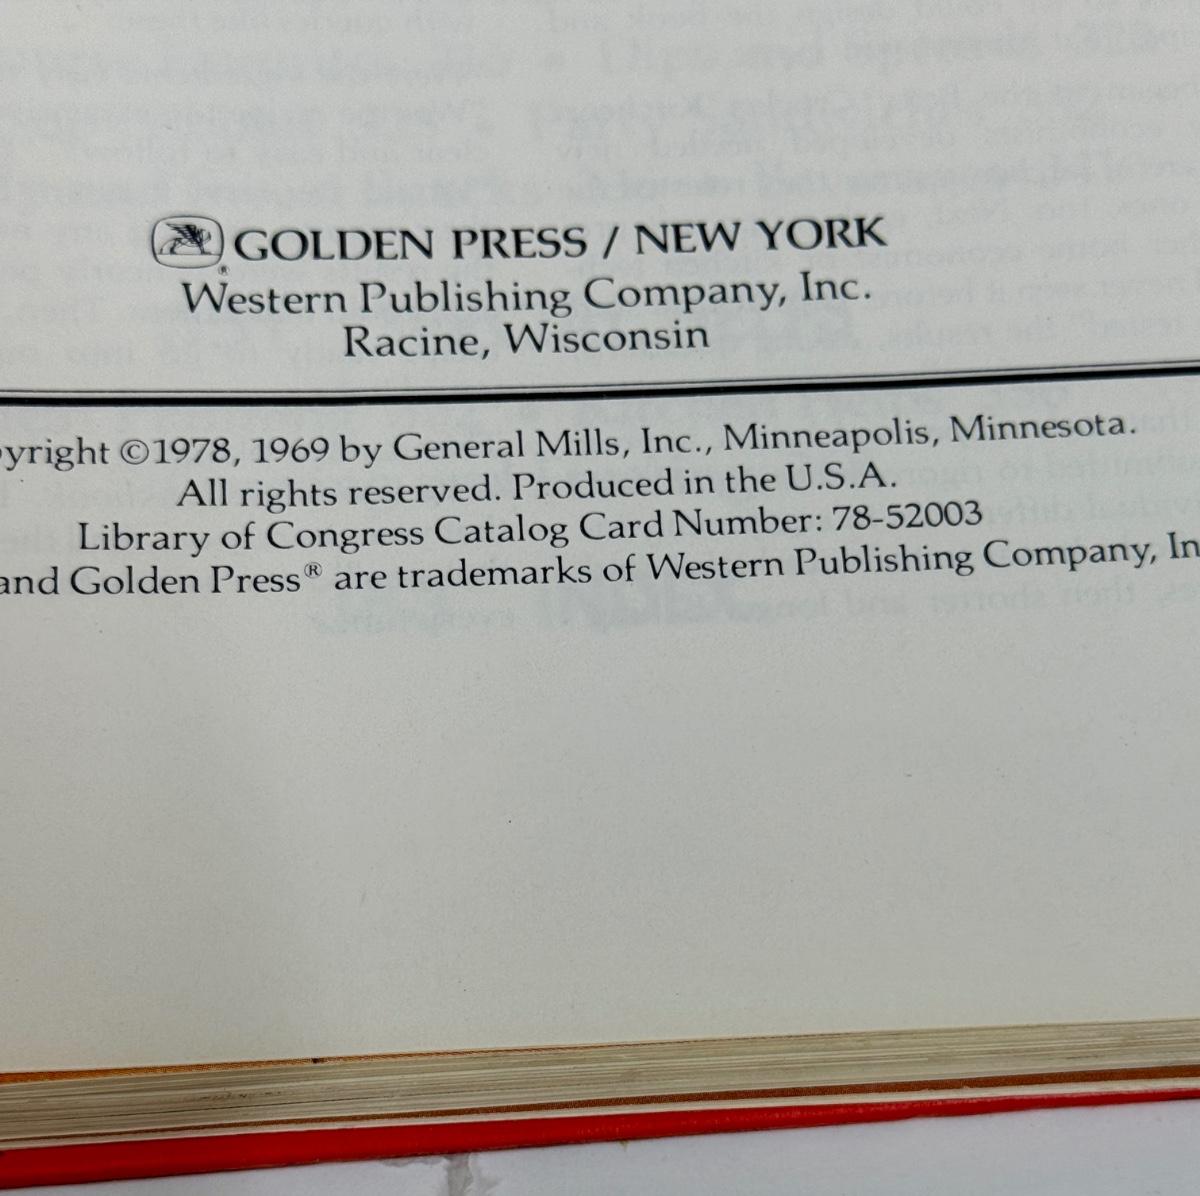 GOLDEN PRESS / NEW YORK
®
Western Publishing Company, Inc.
Racine, Wisconsin
yright ©1978, 1969 by General Mills, Inc., Minneapolis, Minnesota.
All rights reserved. Produced in the U.S.A.
Library of Congress Catalog Card Number: 78-52003
and Golden Press® are trademarks of Western Publishing Company, In